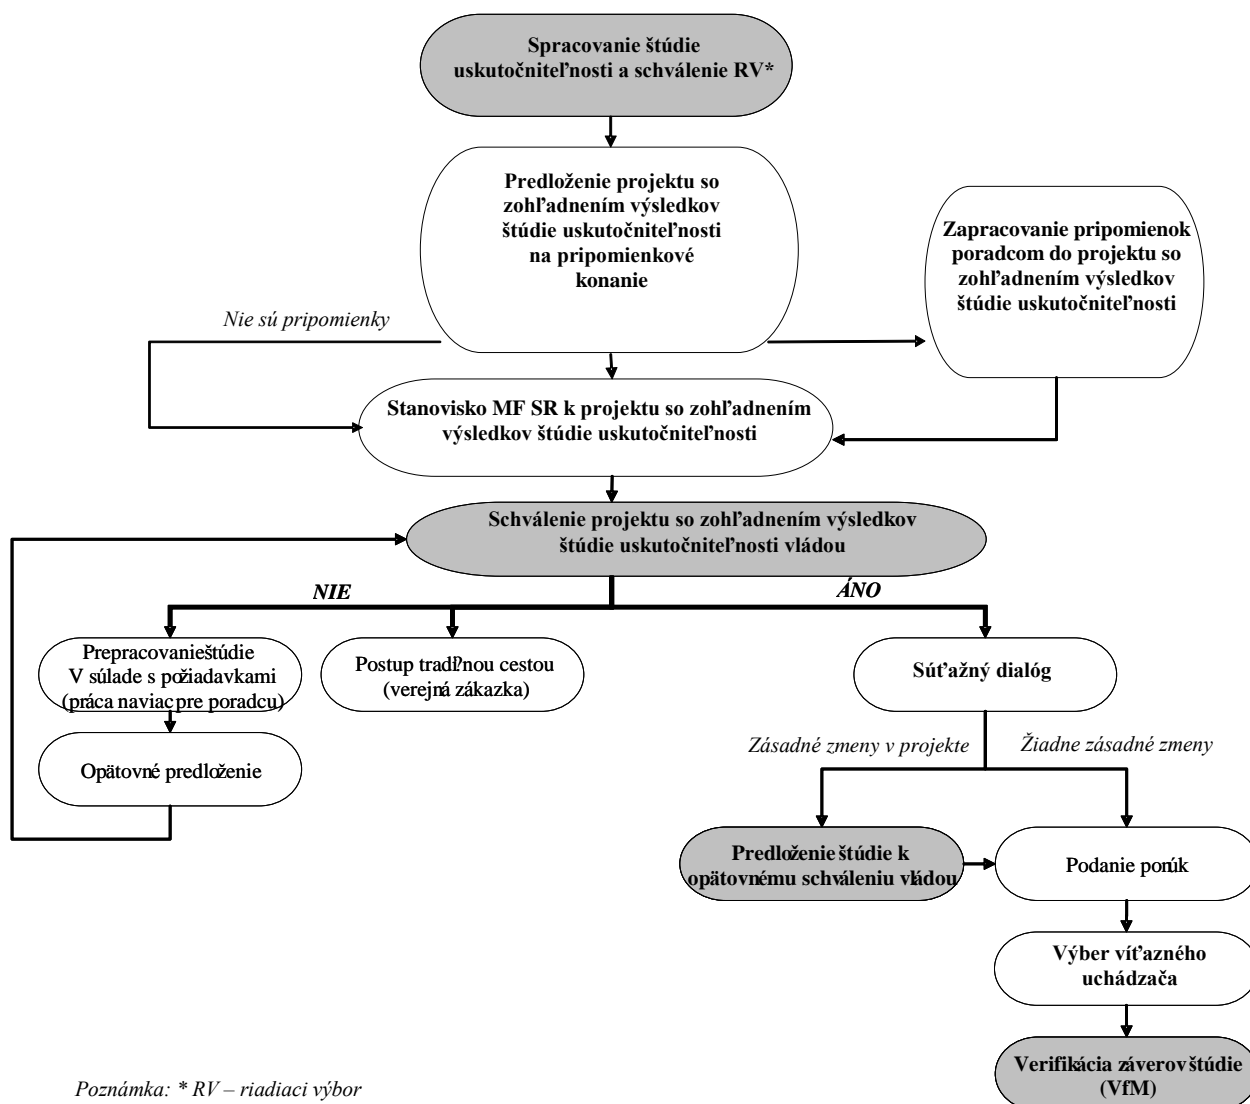 Spracovanie štúdie
uskutočniteľnosti a schválenie RV*
Predloženie projektu so
zohľadnením výsledkov
štúdie uskutočniteľnosti
na pripomienkové
konanie
Zapracovanie pripomienok
poradcom do projektu so
zohľadnením výsledkov
štúdie uskutočniteľnosti
Nie sú pripomienky
Stanovisko MF SR k projektu so zohľadnením
výsledkov štúdie uskutočniteľnosti
Schválenie projektu so zohľadnením výsledkov
štúdie uskutočniteľnosti vládou
NIE
ÁNO
Prepracovanieštúdie
V súlade s požiadavkami
(práca naviac pre poradcu)
Postup tradi?nou cestou
(verejná zákazka)
Súťažný dialóg
Opätovné predloženie
Zásadné zmeny v projekte
Žiadne zásadné zmeny
Predloženie štúdie k
opätovnému schváleniu vládou
Podanie ponúk
Výber víťazného
uchádzača
Verifikácia záverov štúdie
(VfM)
Poznámka: * RV – riadiaci výbor